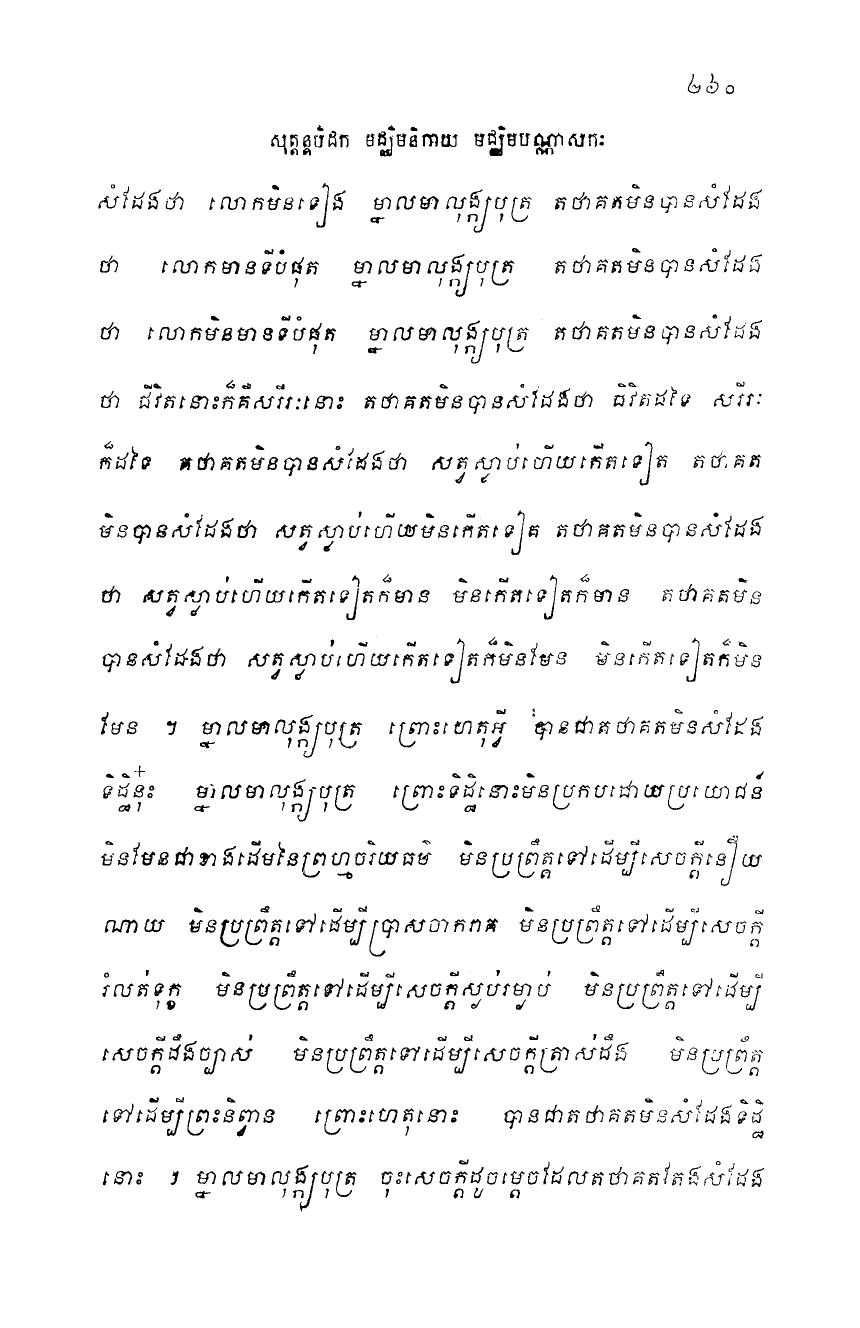 ២៦០
សុត្តន្តបិដក មជ្ឈិមនិកាយ មជ្ឈិមបណ្ណាសកៈ
សំដែងថា លោកមិនទៀង ម្នាលមាលុង្ក្យបុត្រ តថាគតមិនបានសំដែង
ថា លោកមានទីបំផុត ម្នាលមាលុង្ក្យបុត្រ តថាគតមិនបានសំដែង
ថា លោកមិនមានទីបំផុត ម្នាលមាលុង្ក្យបុត្រ តថាគតមិនបានសំដែង
ថា ជីវិតនោះក៏គឺសរីរៈនោះ តថាគតមិនបានសំដែងថា ជីវិតដទៃ សរីរៈ
ក៏ដទៃ តថាគតមិនបានសំដែងថា សត្វស្លាប់ហើយកើតទៀត តថាគត
មិនបានសំដែងថា សត្វស្លាប់ហើយមិនកើតទៀត តថាគតមិនបានសំដែង
ថា សត្វស្លាប់ហើយកើតទៀតក៏មាន មិនកើតទៀតក៏មាន តថាគតមិន
បានសំដែងថា សត្វស្លាប់ហើយកើតទៀតក៏មិនមែន មិនកើតទៀតក៏មិន
មែន ។ ម្នាលមាលុង្ក្យបុត្រ ព្រោះហេតុអ្វី បានជាតថាគតមិនសំដែង
ទិដ្ឋិនុ៎ះ ម្នាលមាលុង្ក្យបុត្រ ព្រោះទិដ្ឋិនោះមិនប្រកបដោយប្រយោជន៍
មិនមែនជាខាងដើមនៃព្រហ្មចរិយធម៌ មិនប្រព្រឹត្តទៅដើម្បីសេចក្តីនឿយ
ណាយ មិនប្រព្រឹត្តទៅដើម្បីប្រាសចាករាគ មិនប្រព្រឹត្តទៅដើម្បីសេចក្តី
រំលត់ទុក្ខ មិនប្រព្រឹត្តទៅដើម្បីសេចក្តីស្ងប់រម្ងាប់ មិនប្រព្រឹត្តទៅដើម្បី
សេចក្តីដឹងច្បាស់ មិនប្រព្រឹត្តទៅដើម្បីសេចក្តីត្រាស់ដឹង មិនប្រព្រឹត្ត
ទៅដើម្បីព្រះនិព្វាន ព្រោះហេតុនោះ បានជាតថាគតមិនសំដែងទិដ្ឋិ
នោះ ។ ម្នាលមាលុង្ក្យបុត្រ ចុះសេចក្តីដូចម្តេចដែលតថាគតតែងសំដែង